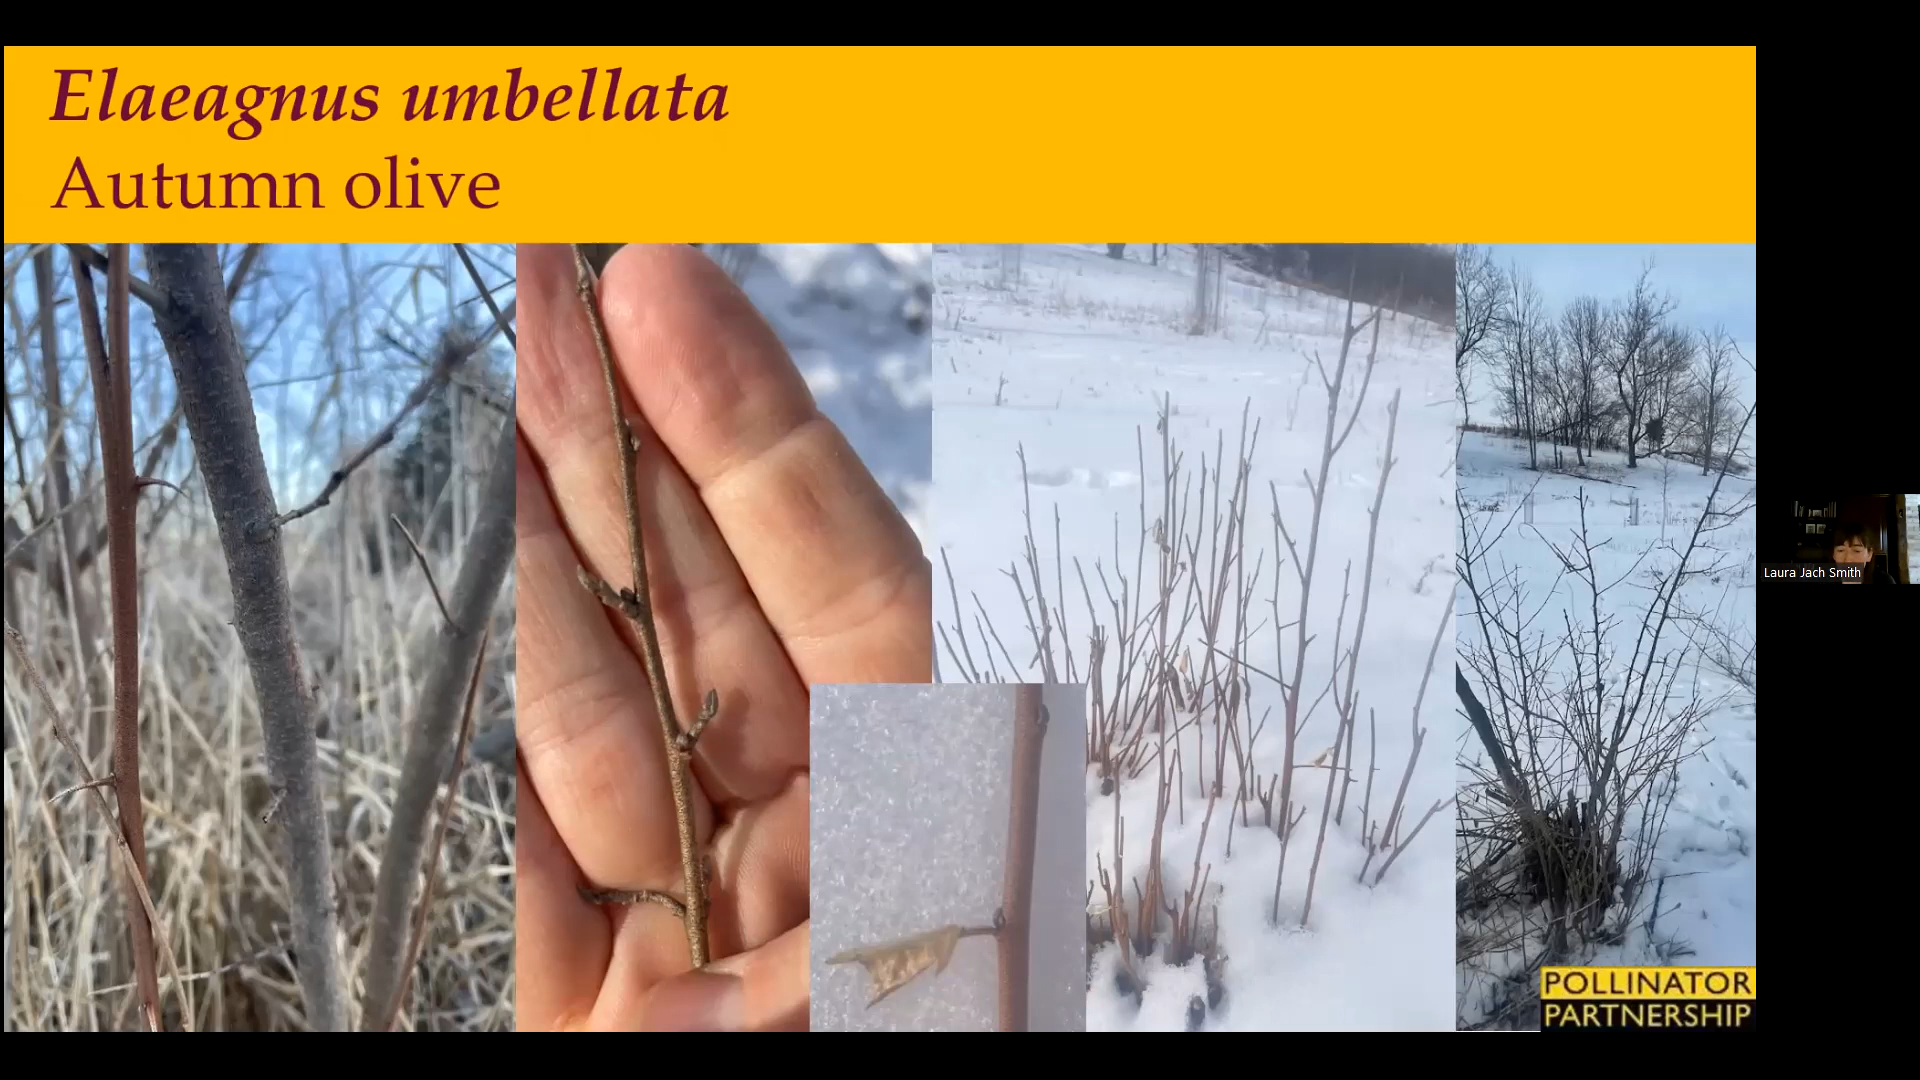 Elaeagnus umbellata
Autumn olive
Laura Jach Smith
POLLINATOR
PARTNERSHIP